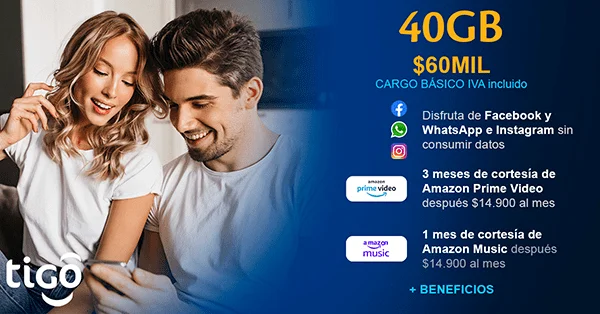 40GB
$60MIL
CARGO BÁSICO IVA incluido
Disfruta de Facebook y
WhatsApp e Instagram sin
consumir datos
amazon
prime video
3 meses de cortesía de
Amazon Prime Video
después $14.900 al mes
amazon
music
1 mes de cortesía de
Amazon Music después
$14.900 al mes
+ BENEFICIOS
tigo